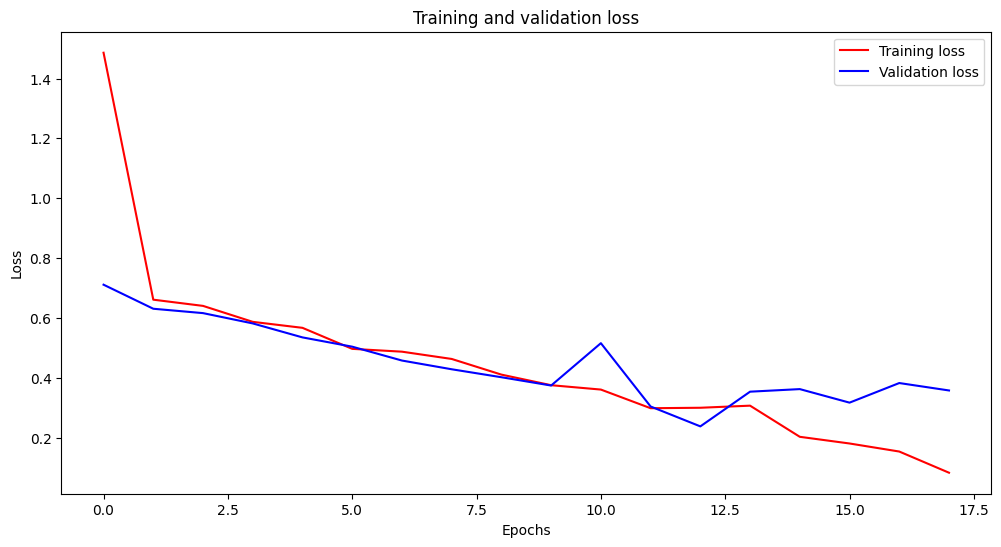 Training and validation loss
Training loss
Validation loss
Loss
1.4
1.2
1.0
0.8
0.6
0.4
0.2
0.0 2.5 5.0 7.5 10.0 12.5 15.0 17.5
Epochs